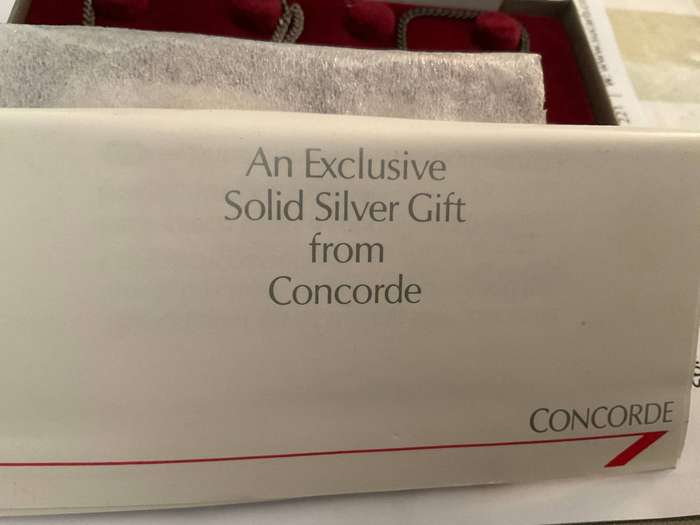 An Exclusive
Solid Silver Gift
from
Concorde
CONCORDE